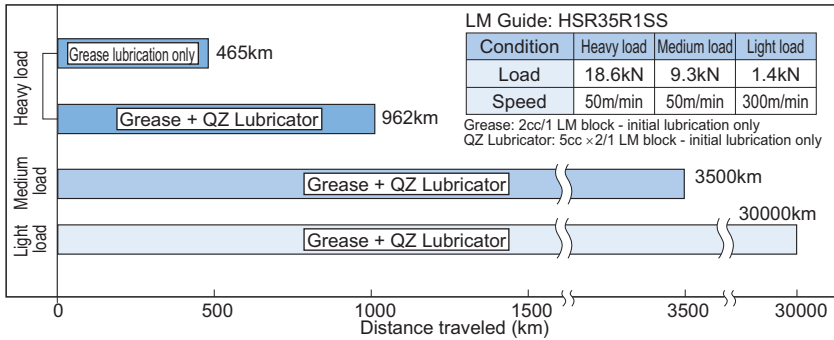 LM Guide: HSR35R1SS
Condition Heavy load Medium load Light load
Load 18.6kN 9.3kN 1.4kN
Speed 50m/min 50m/min 300m/min
Grease: 2cc/1 LM block - initial lubrication only
QZ Lubricator: 5cc ×2/1 LM block - initial lubrication only
Heavy load
Grease lubrication only 465km
Grease + QZ Lubricator 962km
Medium
load
Grease + QZ Lubricator 3500km
Light
load
Grease + QZ Lubricator 30000km
0 500 1000 1500 3500 30000
Distance traveled (km)